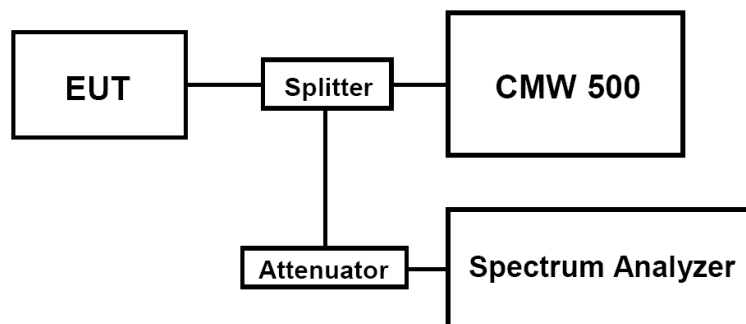 EUT
Splitter
CMW 500
Attenuator
Spectrum Analyzer